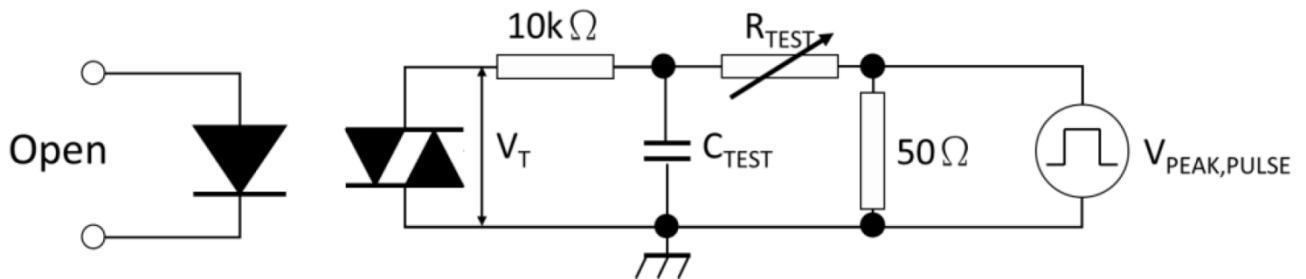 10kΩ
R_TEST
Open
V_T
C_TEST
50Ω
V_PEAK,PULSE